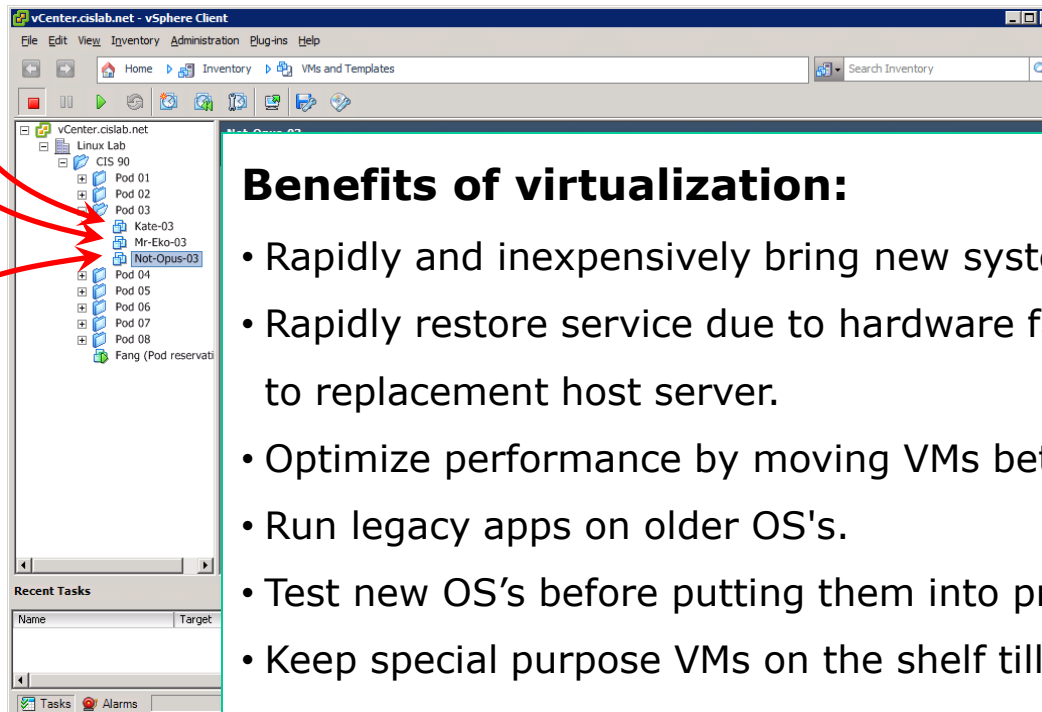 vCenter.cislab.net - vSphere Client
File Edit View Inventory Administration Plug-ins Help
Home Inventory VMs and Templates Search Inventory
vCenter.cislab.net
Linux Lab
CIS 90
Pod 01
Pod 02
Pod 03
Kate-03
Mr-Eko-03
Not-Opus-03
Pod 04
Pod 05
Pod 06
Pod 07
Pod 08
Fang (Pod reservati
Not-Opus-03
Benefits of virtualization:
• Rapidly and inexpensively bring new syst
• Rapidly restore service due to hardware f
to replacement host server.
• Optimize performance by moving VMs bet
• Run legacy apps on older OS's.
• Test new OS’s before putting them into pr
• Keep special purpose VMs on the shelf till
Recent Tasks
Name Target
Tasks Alarms